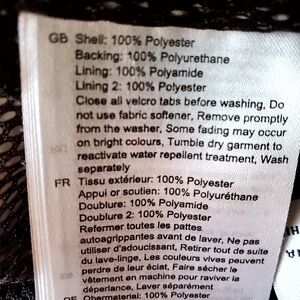 GB Shell: 100% Polyester
Backing: 100% Polyurethane
Lining: 100% Polyamide
Lining 2: 100% Polyester
Close all velcro tabs before washing, Do
not use fabric softener, Remove promptly
from the washer, Some fading may occur
on bright colours, Tumble dry garment to
reactivate water repellent treatment, Wash
separately
FR Tissu extérieur: 100% Polyester
Appui or soutien: 100% Polyuréthane
Doublure: 100% Polyamide
Doublure 2: 100% Polyester
Refermer toutes les pattes
autoagrippantes avant de laver, Ne pas
utiliser d'adoucissant, Retirer tout de suite
du lave-linge, Les couleurs vives peuvent
perdre de leur éclat, Faire sécher le
vêtement en machine pour raviver la
déperlance, Laver séparément
DE Obermaterial: 100% Polyester